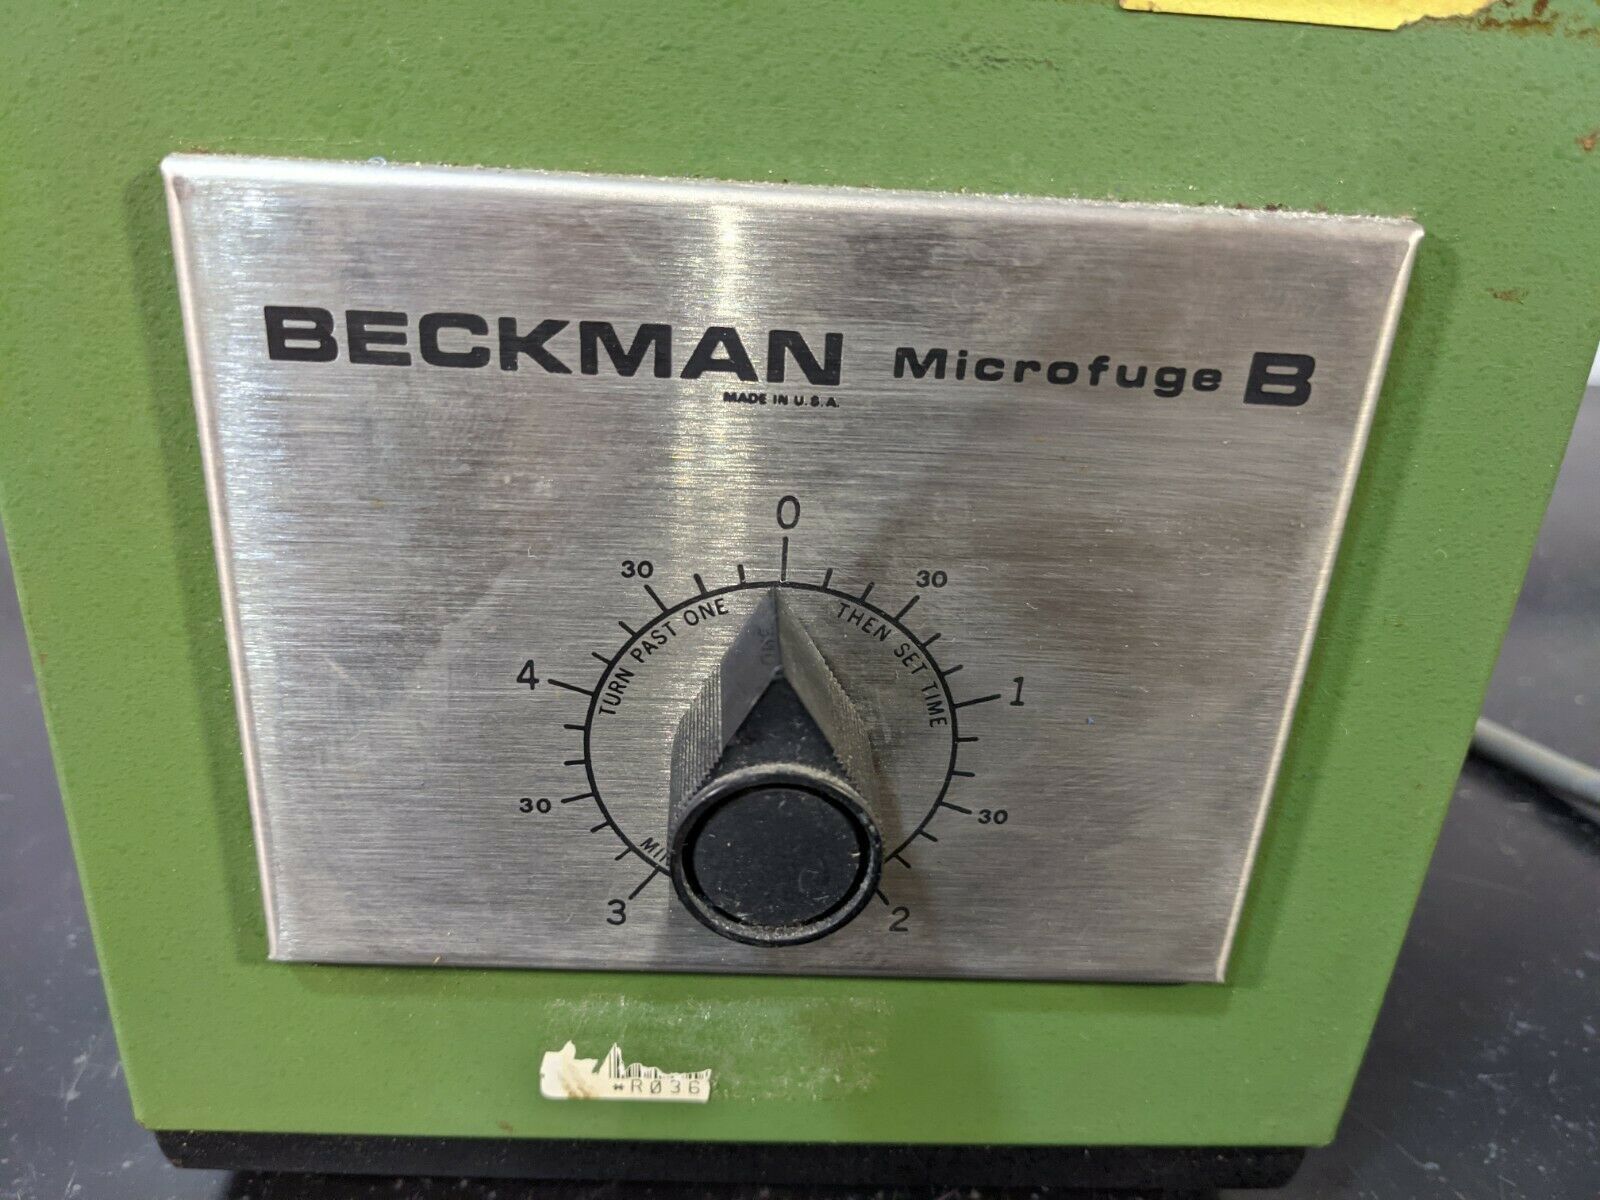 BECKMAN Microfuge B
MADE IN U.S.A.
0
30
30
TURN PAST ONE
THEN SET TIME
4
1
30
30
3
2
*R036